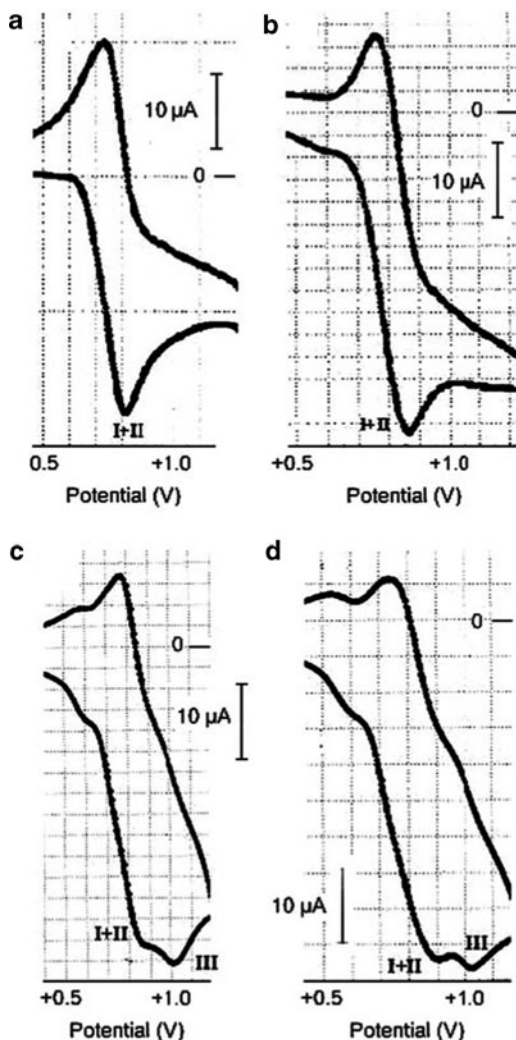 a
10 µA
0
I+II
0.5
+1.0
Potential (V)
b
0
10 µA
I+II
+0.5
+1.0
Potential (V)
c
0
10 µA
I+II
III
+0.5
+1.0
Potential (V)
d
0
10 µA
I+II
III
+0.5
+1.0
Potential (V)